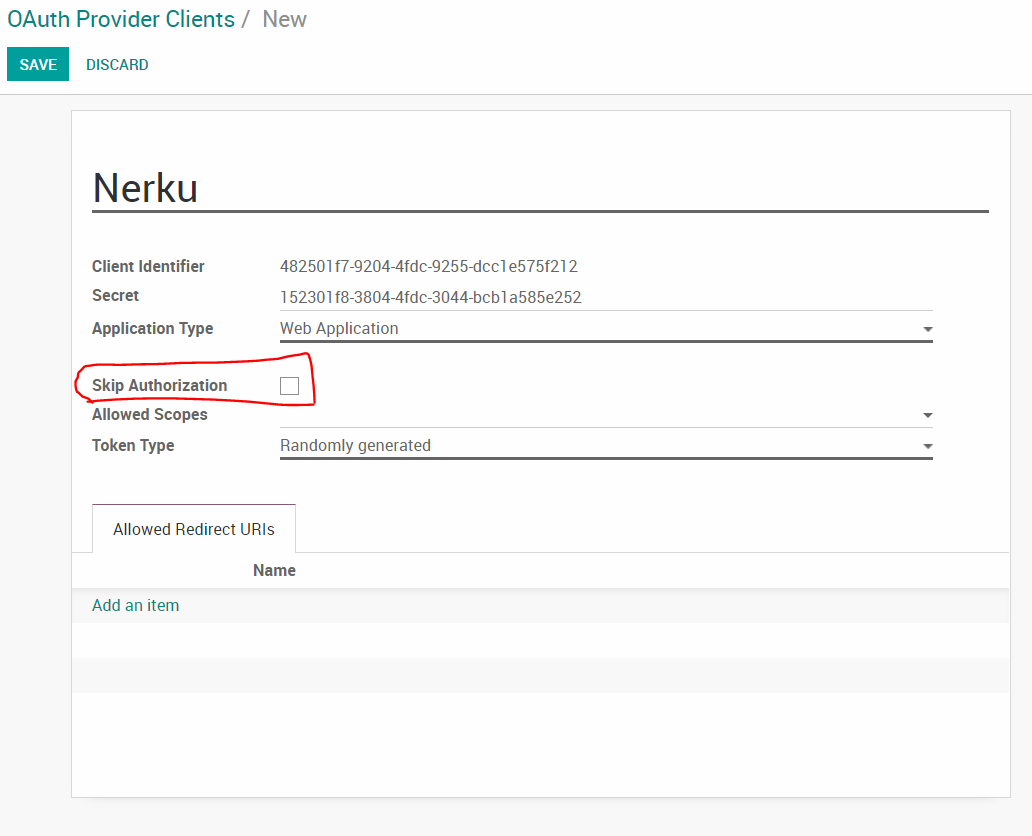 OAuth Provider Clients / New
SAVE DISCARD
Nerku
Client Identifier 482501f7-9204-4fdc-9255-dcc1e575f212
Secret 152301f8-3804-4fdc-3044-bcb1a585e252
Application Type Web Application
Skip Authorization
Allowed Scopes
Token Type Randomly generated
Allowed Redirect URIs
Name
Add an item